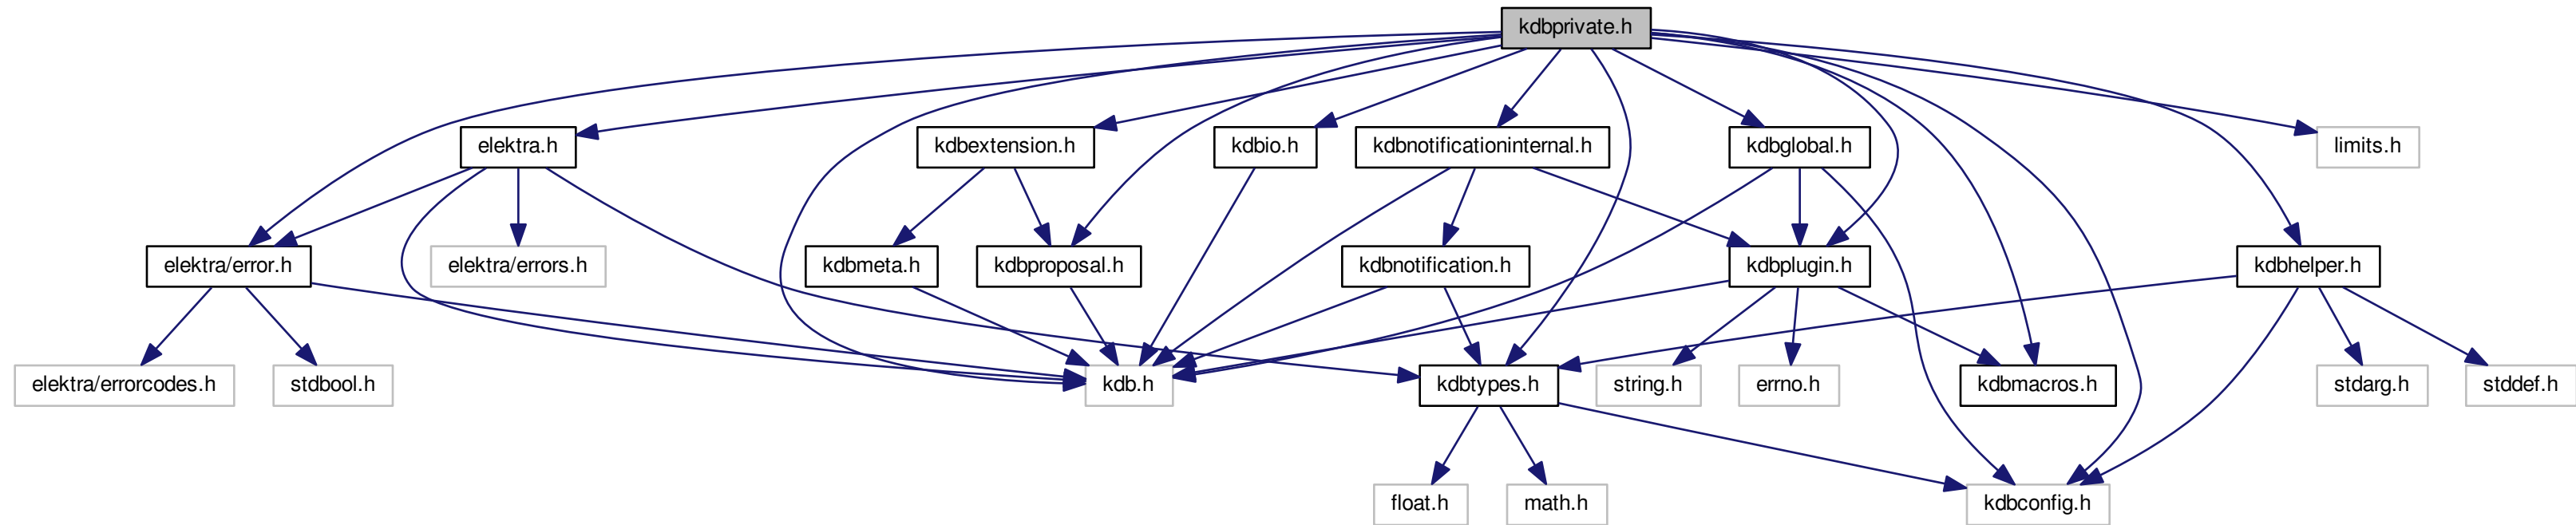 kdbprivate.h
elektra.h
kdbextension.h
kdbio.h
kdbnotificationinternal.h
kdbglobal.h
limits.h
elektra/error.h
elektra/errors.h
kdbmeta.h
kdbproposal.h
kdbnotification.h
kdbplugin.h
kdbhelper.h
elektra/errorcodes.h
stdbool.h
kdb.h
kdbtypes.h
string.h
errno.h
kdbmacros.h
stdarg.h
stddef.h
float.h
math.h
kdbconfig.h